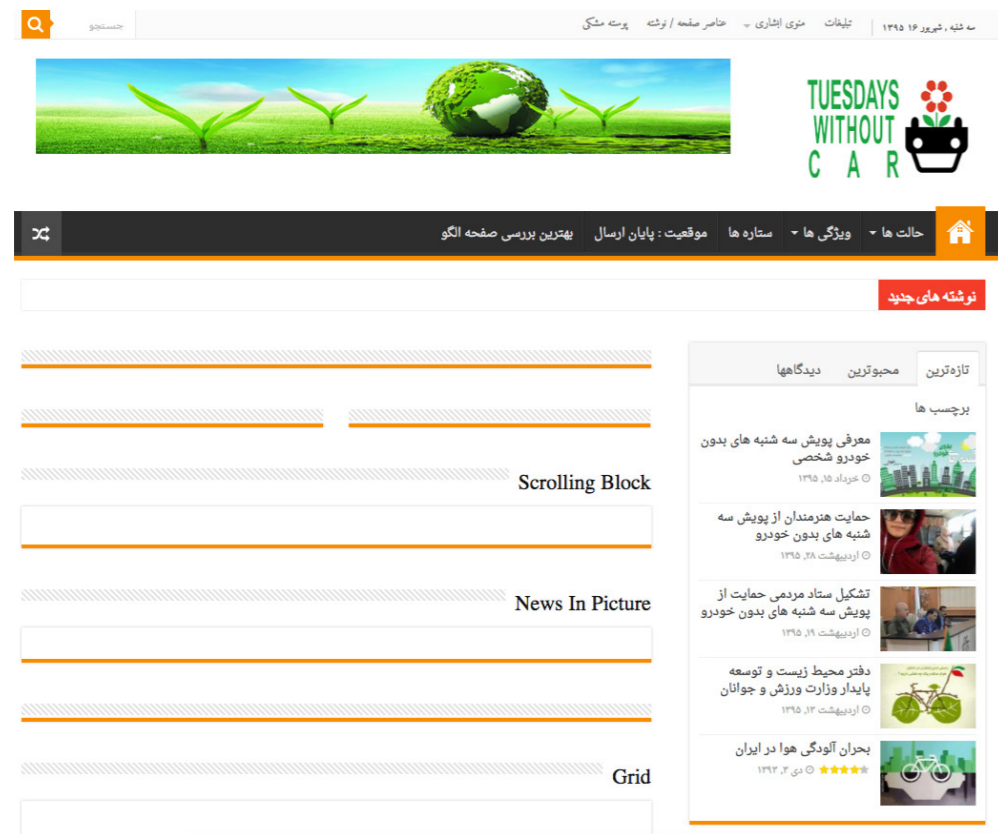 سه شنبه , شهریور ۱۶ ۱۳۹۵
تبلیغات
منوی ابشاری
عناصر صفحه / نوشته
پوسته مشکی
جستجو
TUESDAYS
WITHOUT
CAR
حالت ها
ویژگی ها
ستاره ها
موقعیت : پایان ارسال
بهترین بررسی صفحه الگو
نوشته های جدید
تازه‌ترین
محبوترین
دیدگاهها
برچسب ها
معرفی پویش سه شنبه های بدون
خودرو شخصی
خرداد ۱۵, ۱۳۹۵
حمایت هنرمندان از پویش سه
شنبه های بدون خودرو
اردیبهشت ۲۸, ۱۳۹۵
تشکیل ستاد مردمی حمایت از
پویش سه شنبه های بدون خودرو
اردیبهشت ۱۹, ۱۳۹۵
دفتر محیط زیست و توسعه
پایدار وزارت ورزش و جوانان
اردیبهشت ۱۳, ۱۳۹۵
بحران آلودگی هوا در ایران
دی ۳, ۱۳۹۳
Scrolling Block
News In Picture
Grid